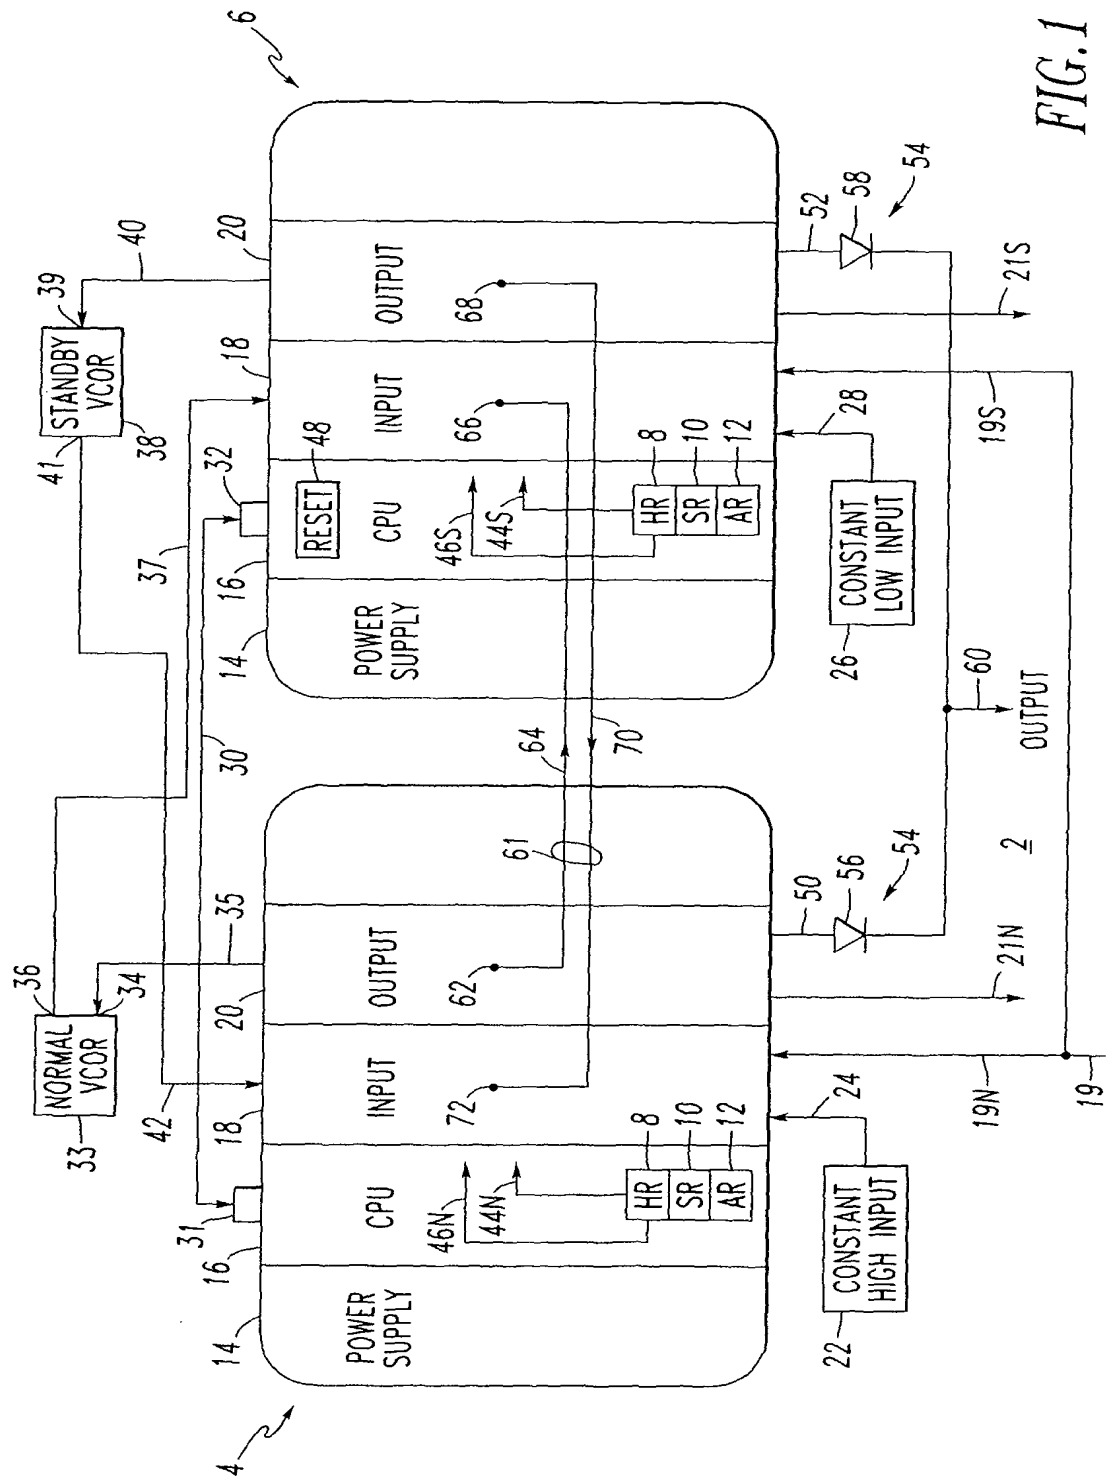 33
NORMAL
VCOR
36
34
35
37
30
STANDBY
VCOR
41
38
39
40
4
14
16
31
42
18
20
14
16
32
18
20
6
POWER
SUPPLY
CPU
INPUT
OUTPUT
46N
44N
72
62
61
64
70
HR
SR
AR
8
10
12
POWER
SUPPLY
CPU
RESET
48
INPUT
OUTPUT
46S
44S
66
68
HR
SR
AR
8
10
12
22
CONSTANT
HIGH INPUT
24
50
56
54
26
CONSTANT
LOW INPUT
28
52
58
54
19N
21N
19
2
60
OUTPUT
19S
21S
FIG.1